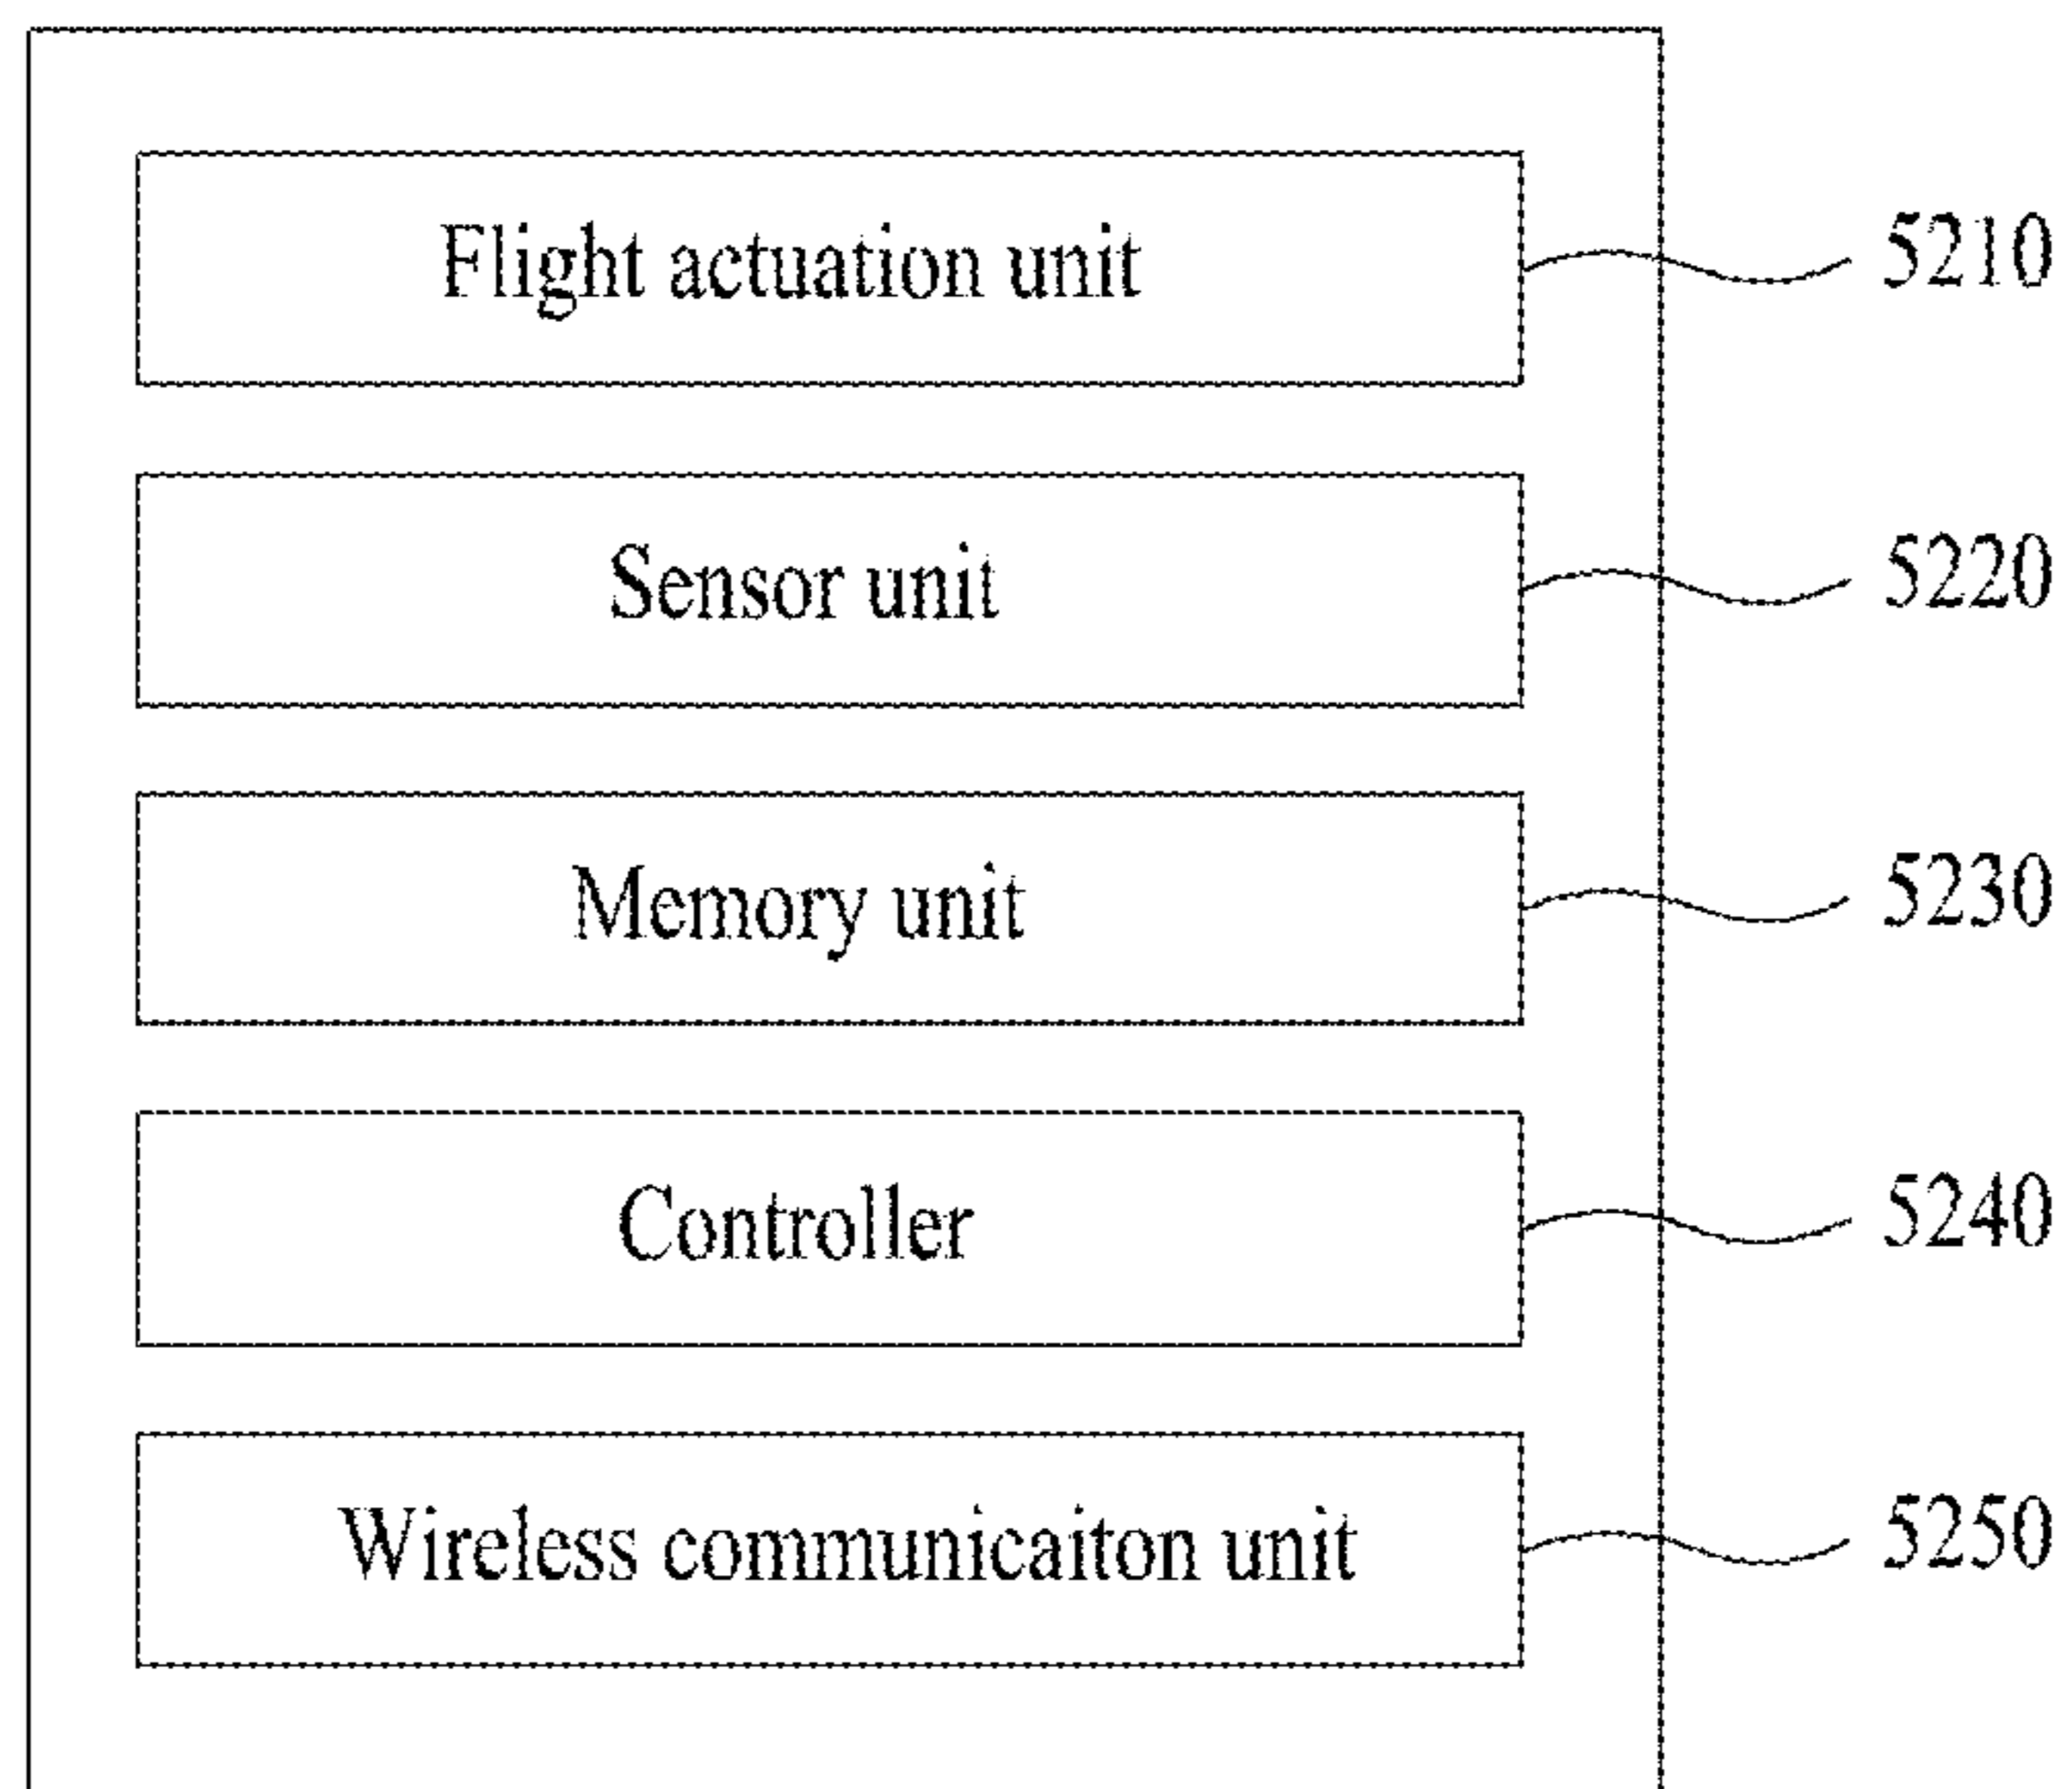 Flight actuation unit 5210
Sensor unit 5220
Memory unit 5230
Controller 5240
Wireless communicaiton unit 5250